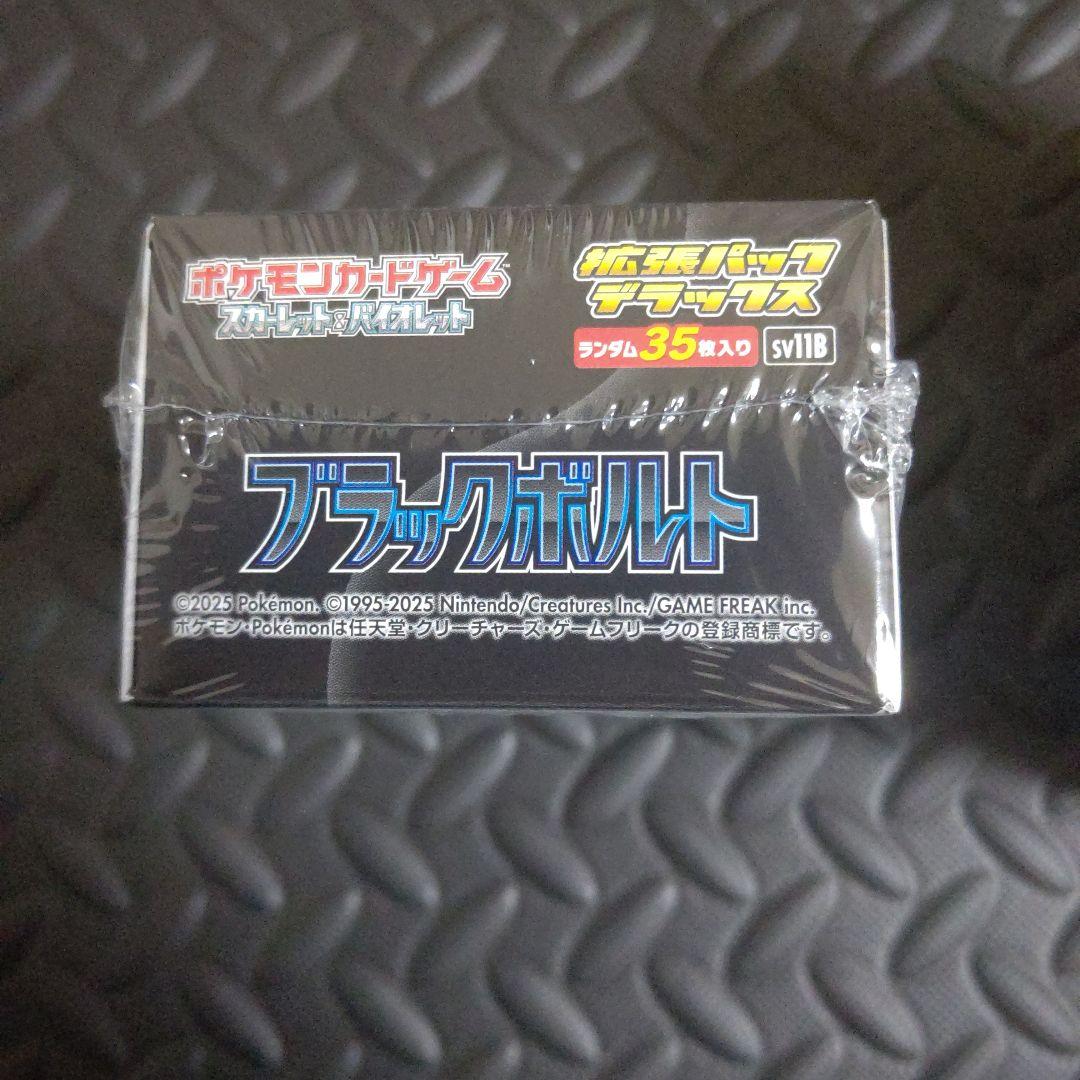 ポケモンカードゲーム™
スカーレット&バイオレット
拡張パック
デラックス
ランダム35枚入り
SV11B
ブラックボルト
©2025 Pokémon. ©1995-2025 Nintendo/Creatures Inc./GAME FREAK inc.
ポケモン・Pokémonは任天堂・クリーチャーズ・ゲームフリークの登録商標です。